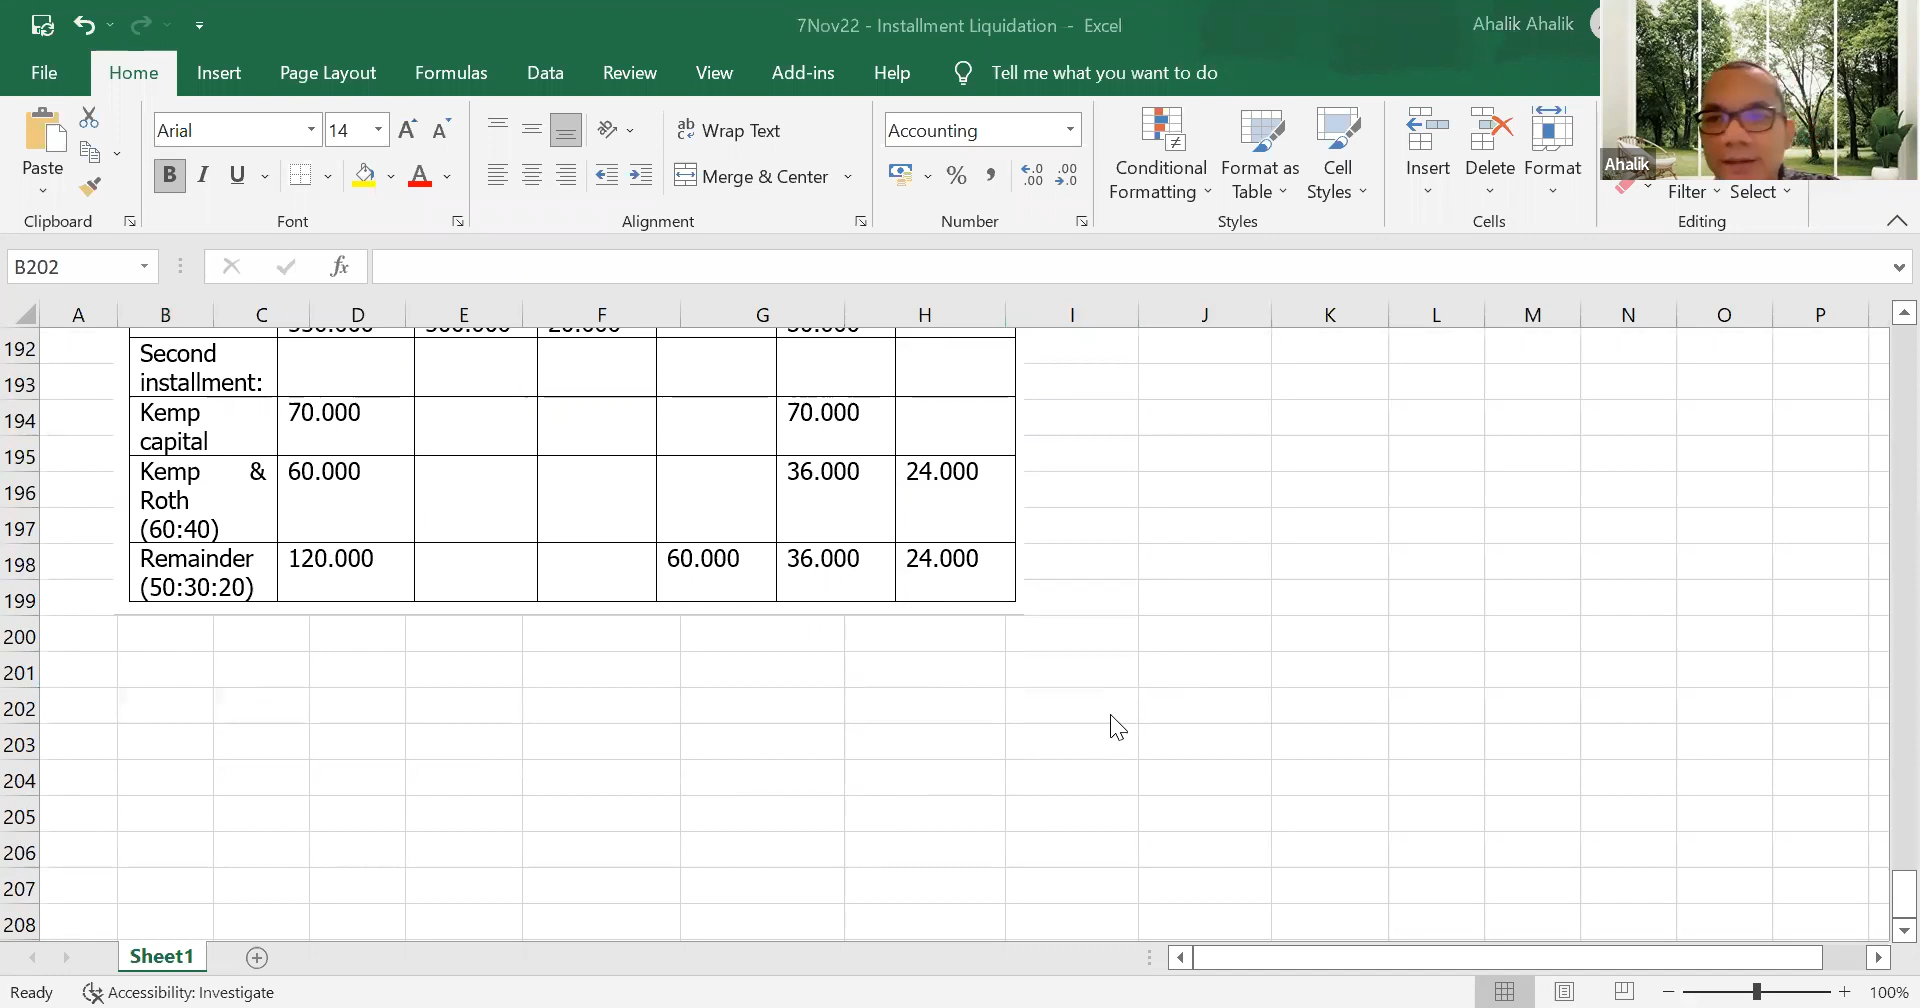 7Nov22 - Installment Liquidation - Excel
Ahalik Ahalik
File Home Insert Page Layout Formulas Data Review View Add-ins Help Tell me what you want to do
Paste
Clipboard
Arial 14
B I U
Font
ab Wrap Text
Merge & Center
Alignment
Accounting
Number
Conditional Formatting
Format as Table
Cell Styles
Styles
Insert Delete Format
Cells
Filter Select
Editing
Ahalik
B202
fx
A B C D E F G H I J K L M N O P
192
193
194
195
196
197
198
199
200
201
202
203
204
205
206
207
208
Second
installment:
Kemp 70.000 70.000
capital
Kemp & 60.000 36.000 24.000
Roth
(60:40)
Remainder 120.000 60.000 36.000 24.000
(50:30:20)
Sheet1
Ready Accessibility: Investigate
100%